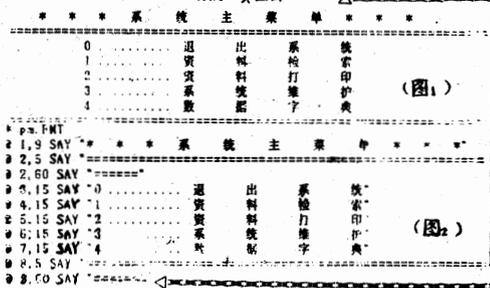 * * * 系 统 主 菜 单 * * *
==================================================
0 .......... 退 出 系 统
1 .......... 资 料 检 索
2 .......... 资 料 打 印
3 .......... 系 统 维 护
4 .......... 数 据 字 典
(图1)
==================================================
* pm.FMT
@ 1,9 SAY "* * * 系 统 主 菜 单 * * *"
@ 2,5 SAY "==================================================
@ 2,60 SAY "======"
@ 3,15 SAY "0 .......... 退 出 系 统"
@ 4,15 SAY "1 .......... 资 料 检 索"
@ 5,15 SAY "2 .......... 资 料 打 印"
@ 6,15 SAY "3 .......... 系 统 维 护"
@ 7,15 SAY "4 .......... 数 据 字 典"
(图2)
@ 8,5 SAY "==================================================
@ 8,60 SAY "======